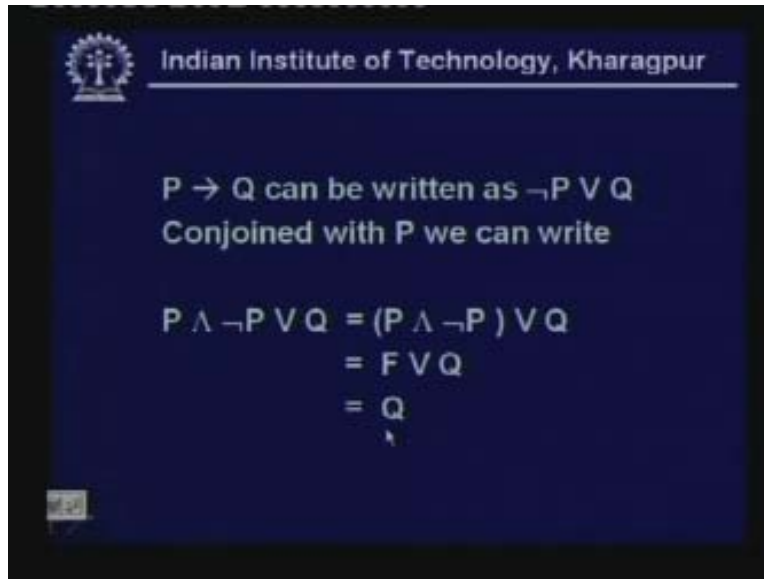 Indian Institute of Technology, Kharagpur
P → Q can be written as ¬P V Q
Conjoined with P we can write
P Λ ¬P V Q = (P Λ ¬P ) V Q
= F V Q
= Q